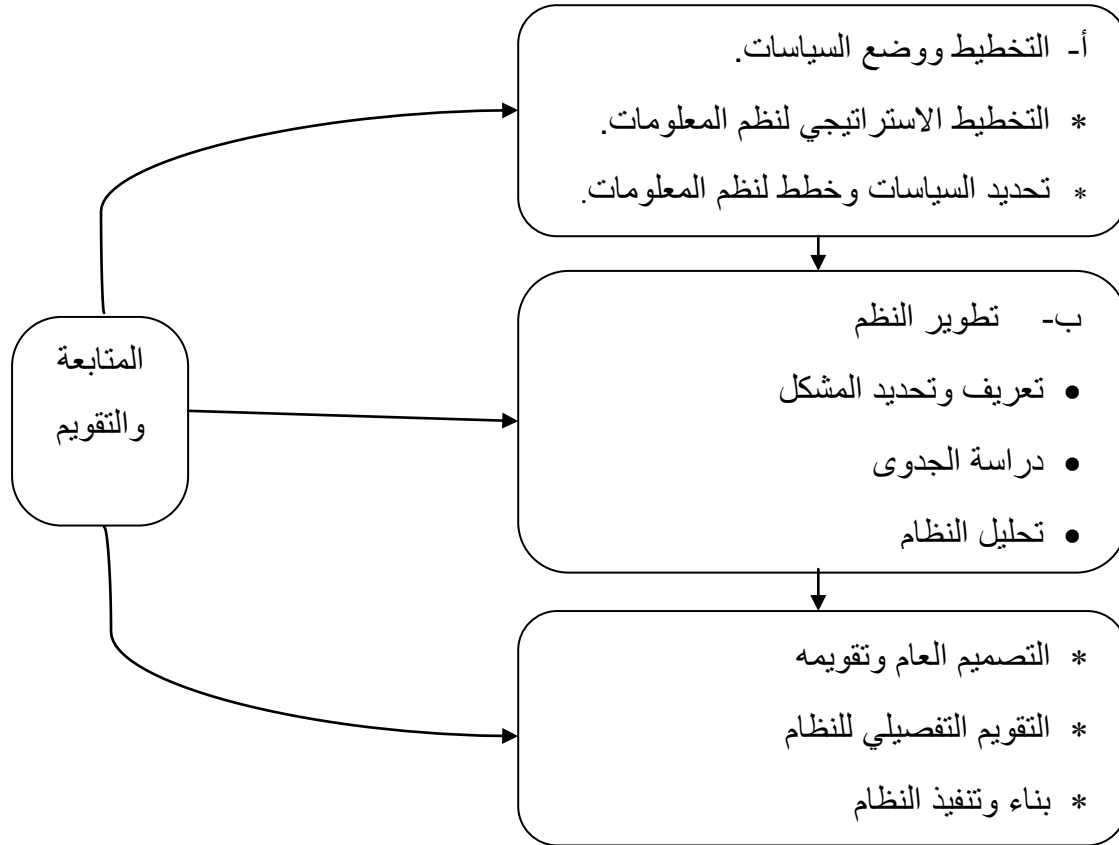 أ- التخطيط ووضع السياسات.
* التخطيط الاستراتيجي لنظم المعلومات.
* تحديد السياسات وخطط لنظم المعلومات.
ب- تطوير النظم
• تعريف وتحديد المشكل
• دراسة الجدوى
• تحليل النظام
* التصميم العام وتقويمه
* التقويم التفصيلي للنظام
* بناء وتنفيذ النظام
المتابعة
والتقويم